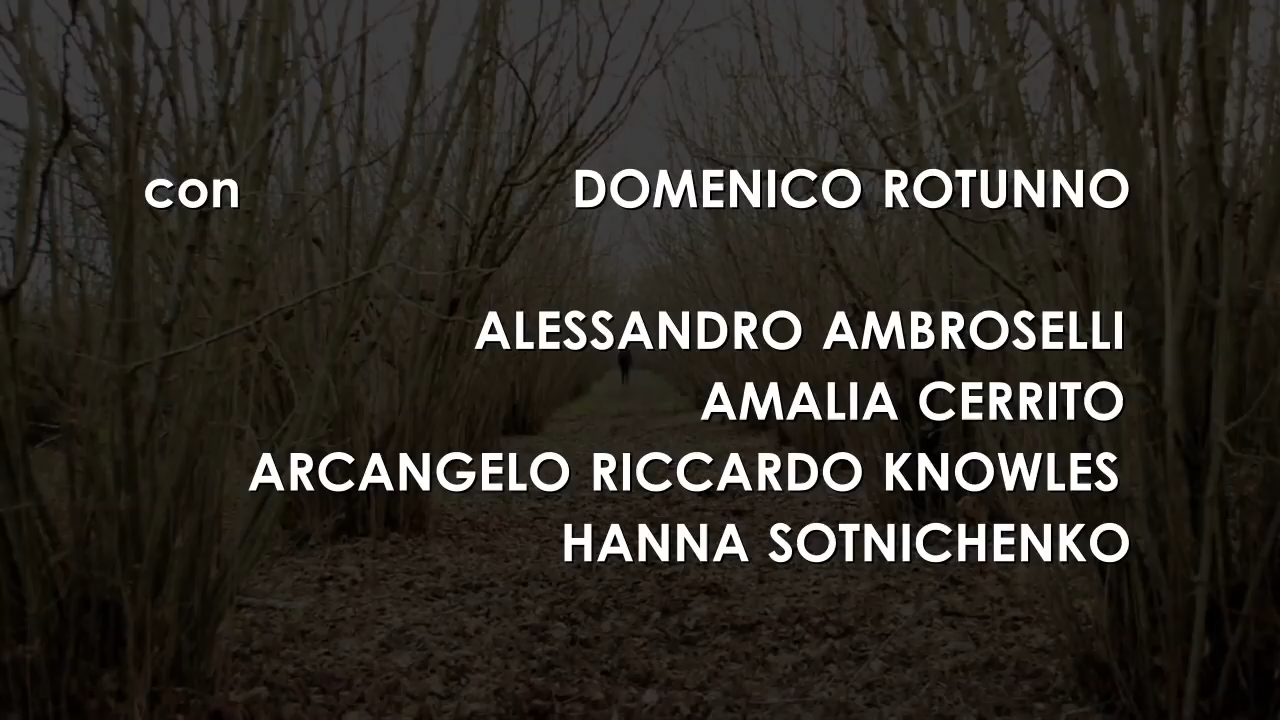 con DOMENICO ROTUNNO
ALESSANDRO AMBROSELLI
AMALIA CERRITO
ARCANGELO RICCARDO KNOWLES
HANNA SOTNICHENKO